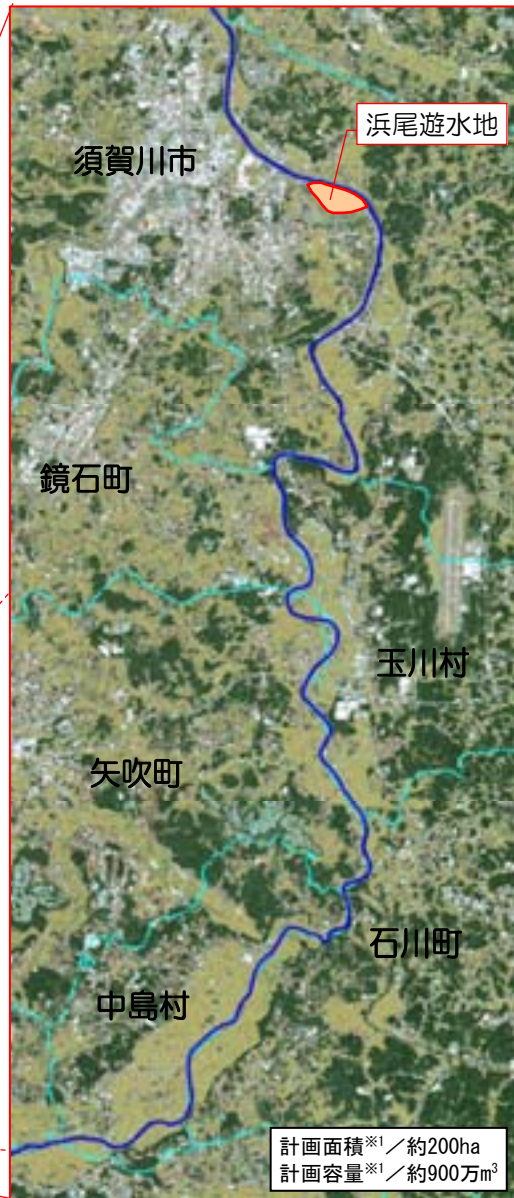 浜尾遊水地
須賀川市
鏡石町
玉川村
矢吹町
石川町
中島村
計画面積※1／約200ha
計画容量※1／約900万m³